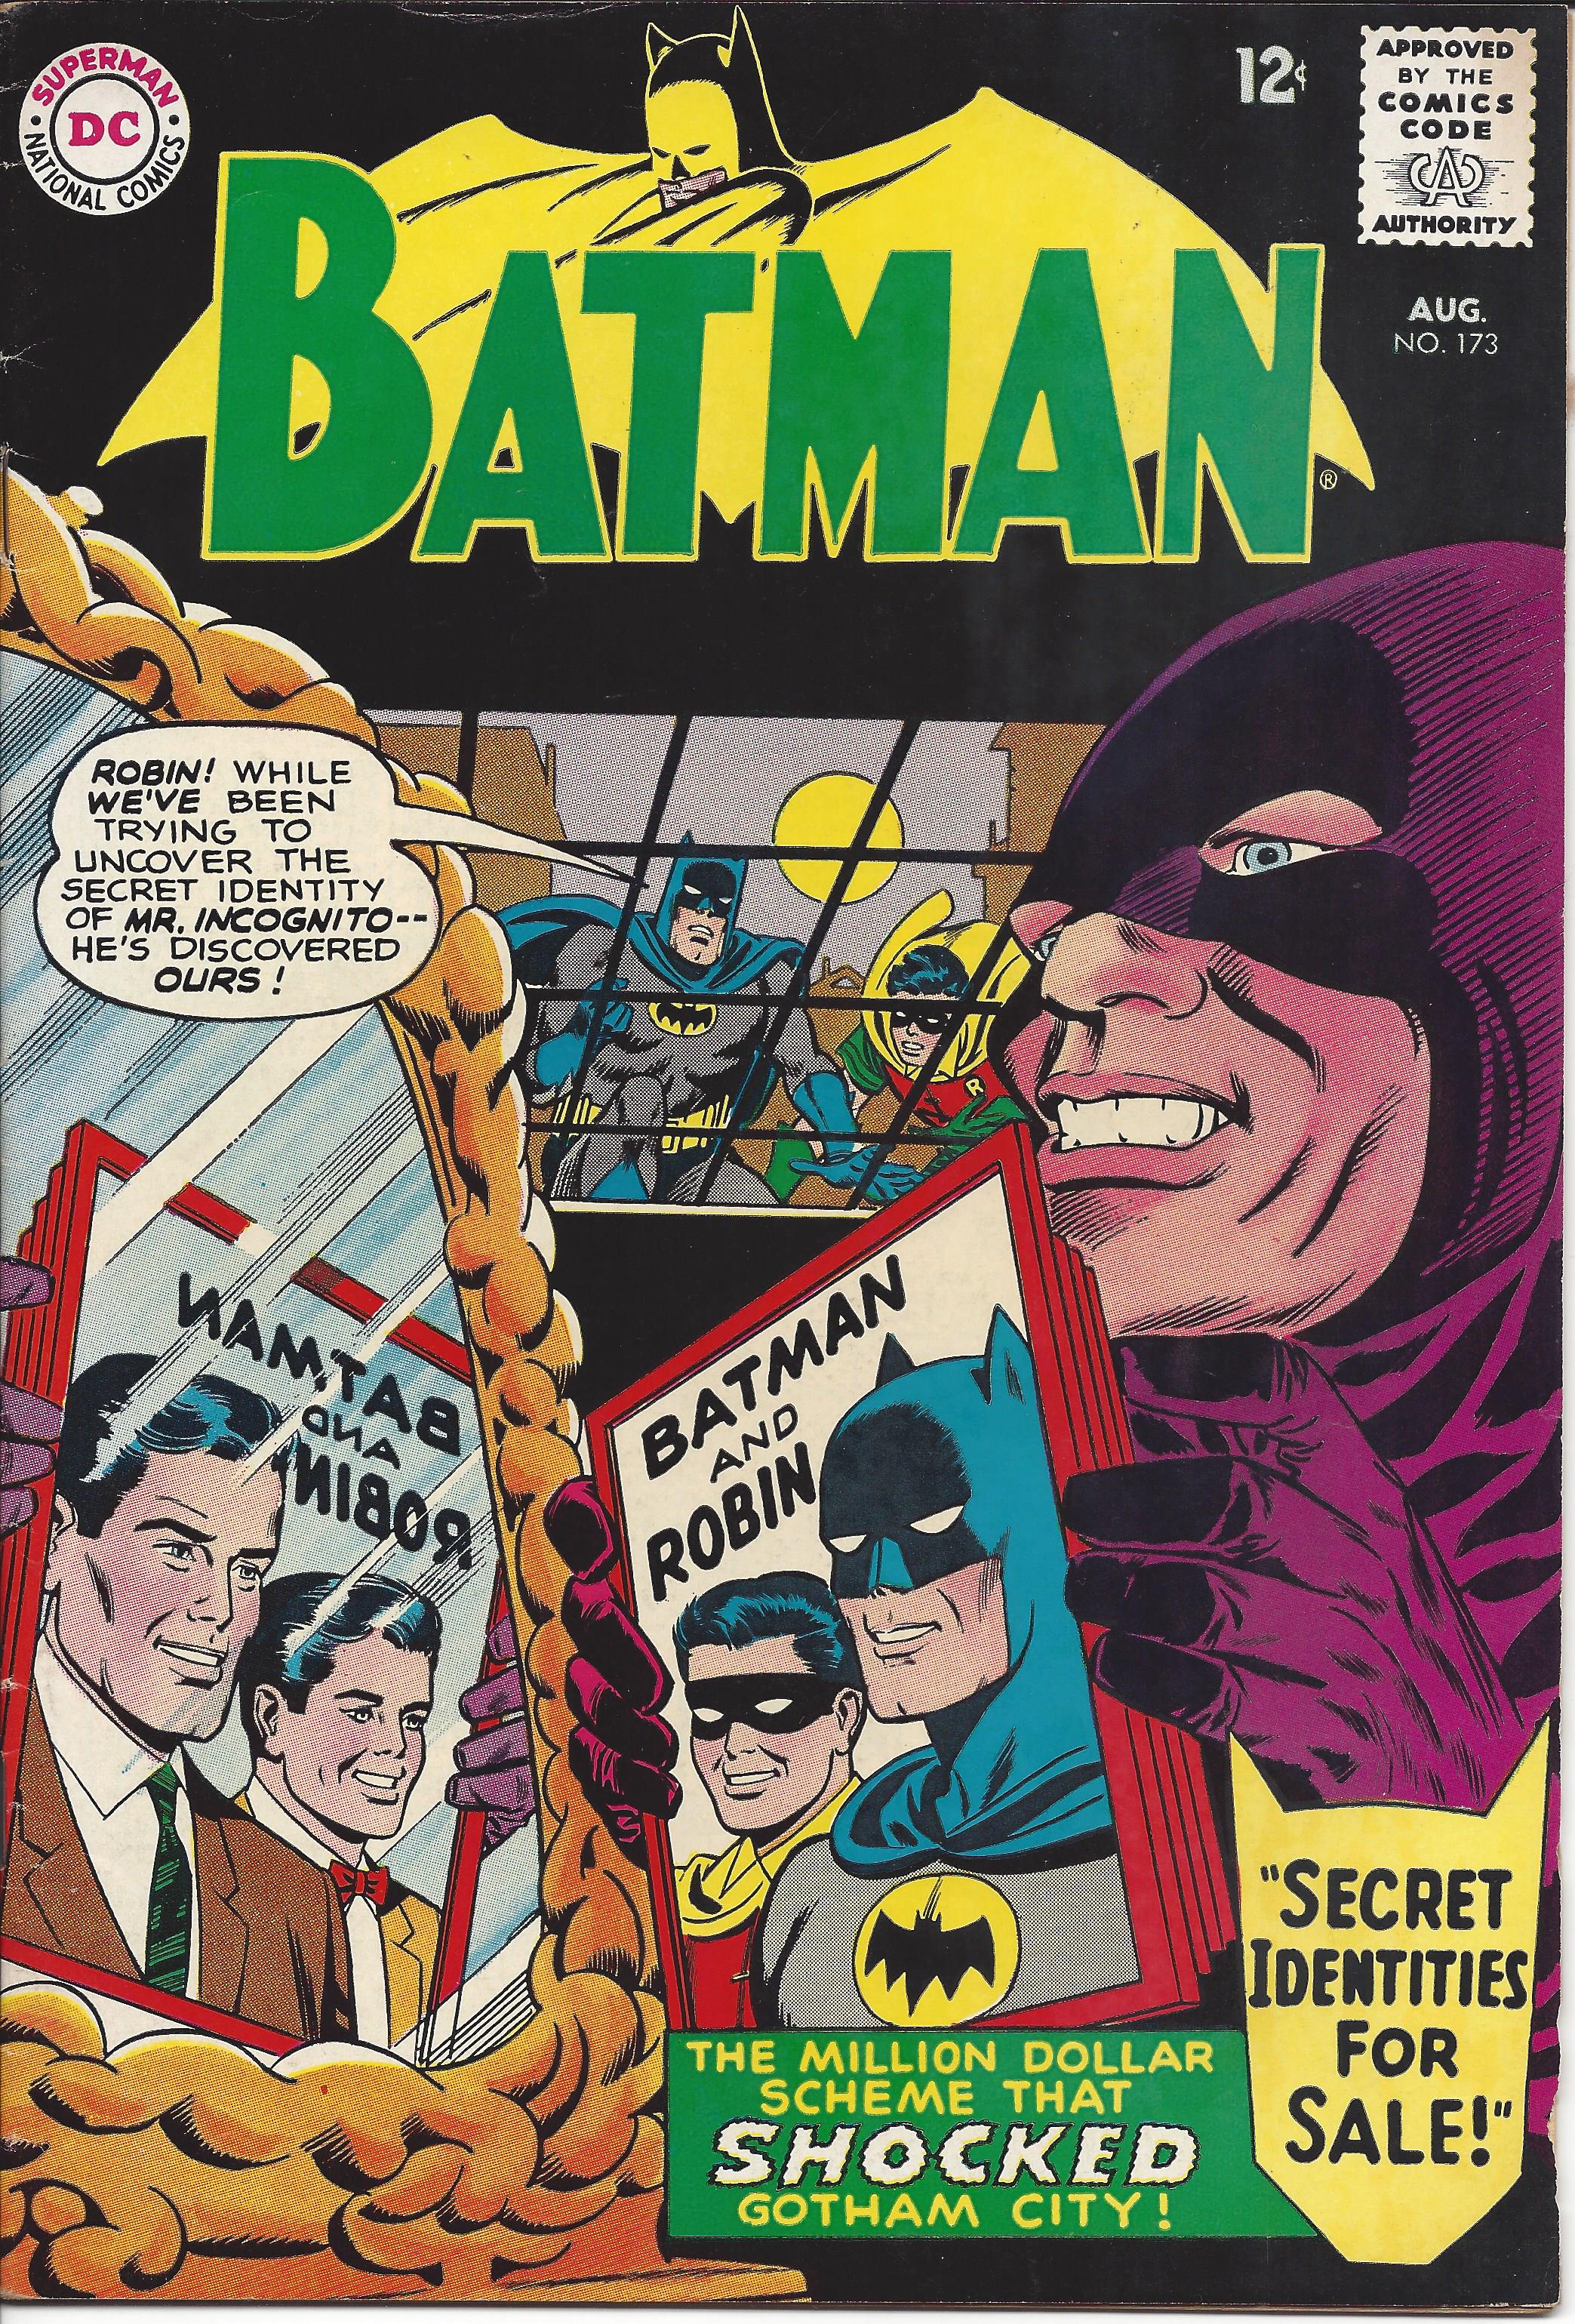 SUPERMAN
DC
NATIONAL COMICS
12¢
APPROVED
BY THE
COMICS
CODE
CA
AUTHORITY
AUG.
NO. 173
BATMAN
®
ROBIN! WHILE
WE'VE BEEN
TRYING TO
UNCOVER THE
SECRET IDENTITY
OF MR. INCOGNITO--
HE'S DISCOVERED
OURS!
R
BATMAN
AND
ROBIN
BATMAN
AND
ROBIN
"SECRET
IDENTITIES
FOR
SALE!"
THE MILLION DOLLAR
SCHEME THAT
SHOCKED
GOTHAM CITY!